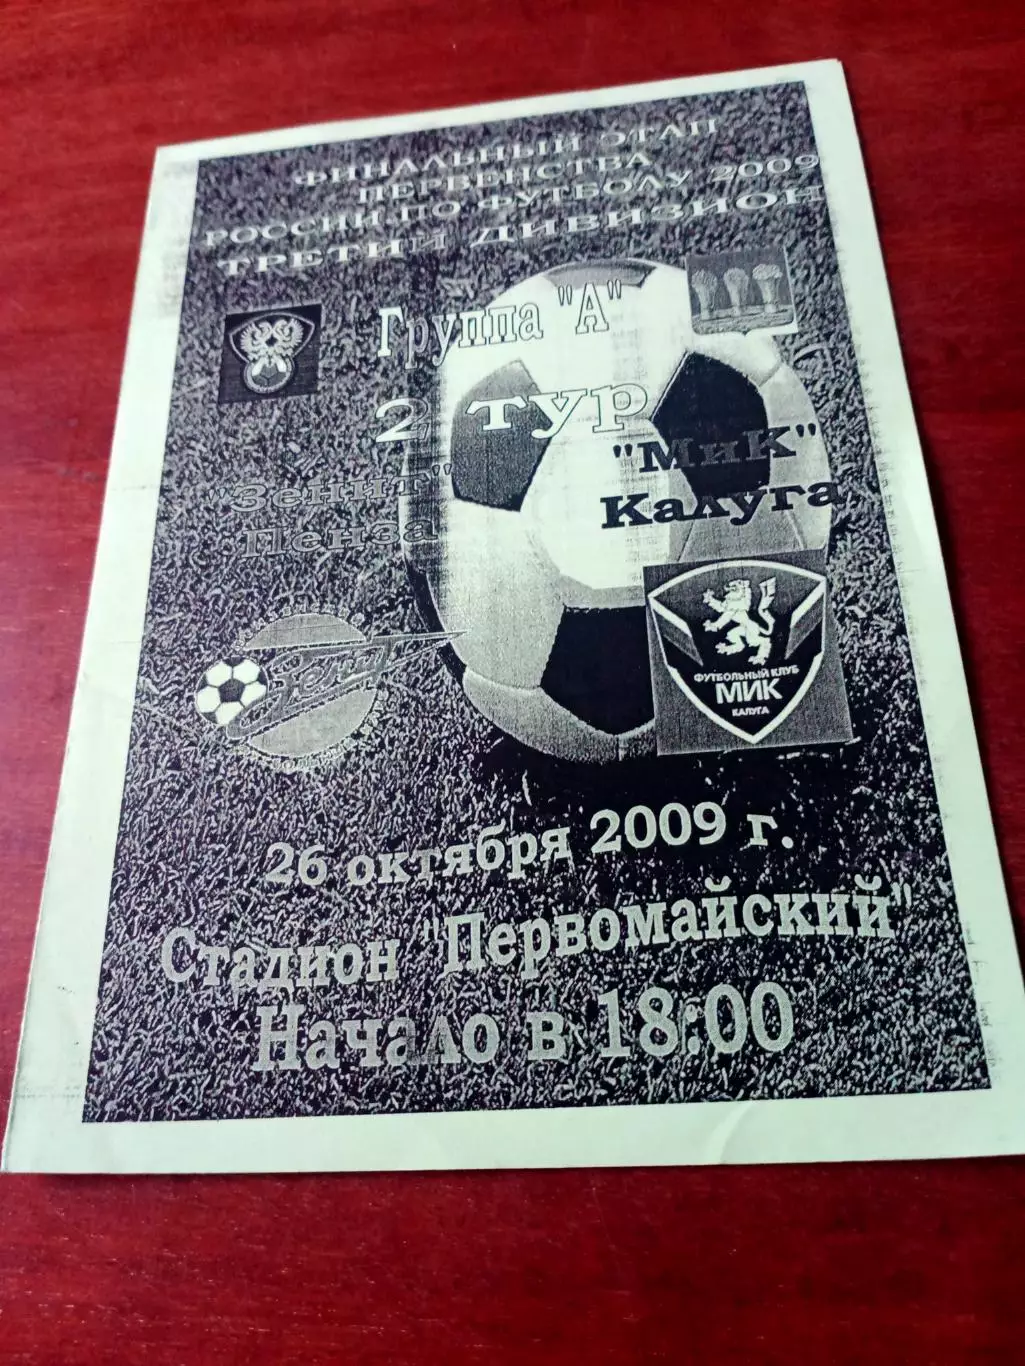 ФИНАЛЬНЫЙ ЭТАП
ПЕРВЕНСТВА
РОССИИ ПО ФУТБОЛУ 2009
ТРЕТИЙ ДИВИЗИОН
Группа "А"
2 тур
"Зенит"
Пенза
"МиК"
Калуга
Зенит
ФУТБОЛЬНЫЙ КЛУБ
МИК
КАЛУГА
26 октября 2009 г.
Стадион "Первомайский"
Начало в 18:00